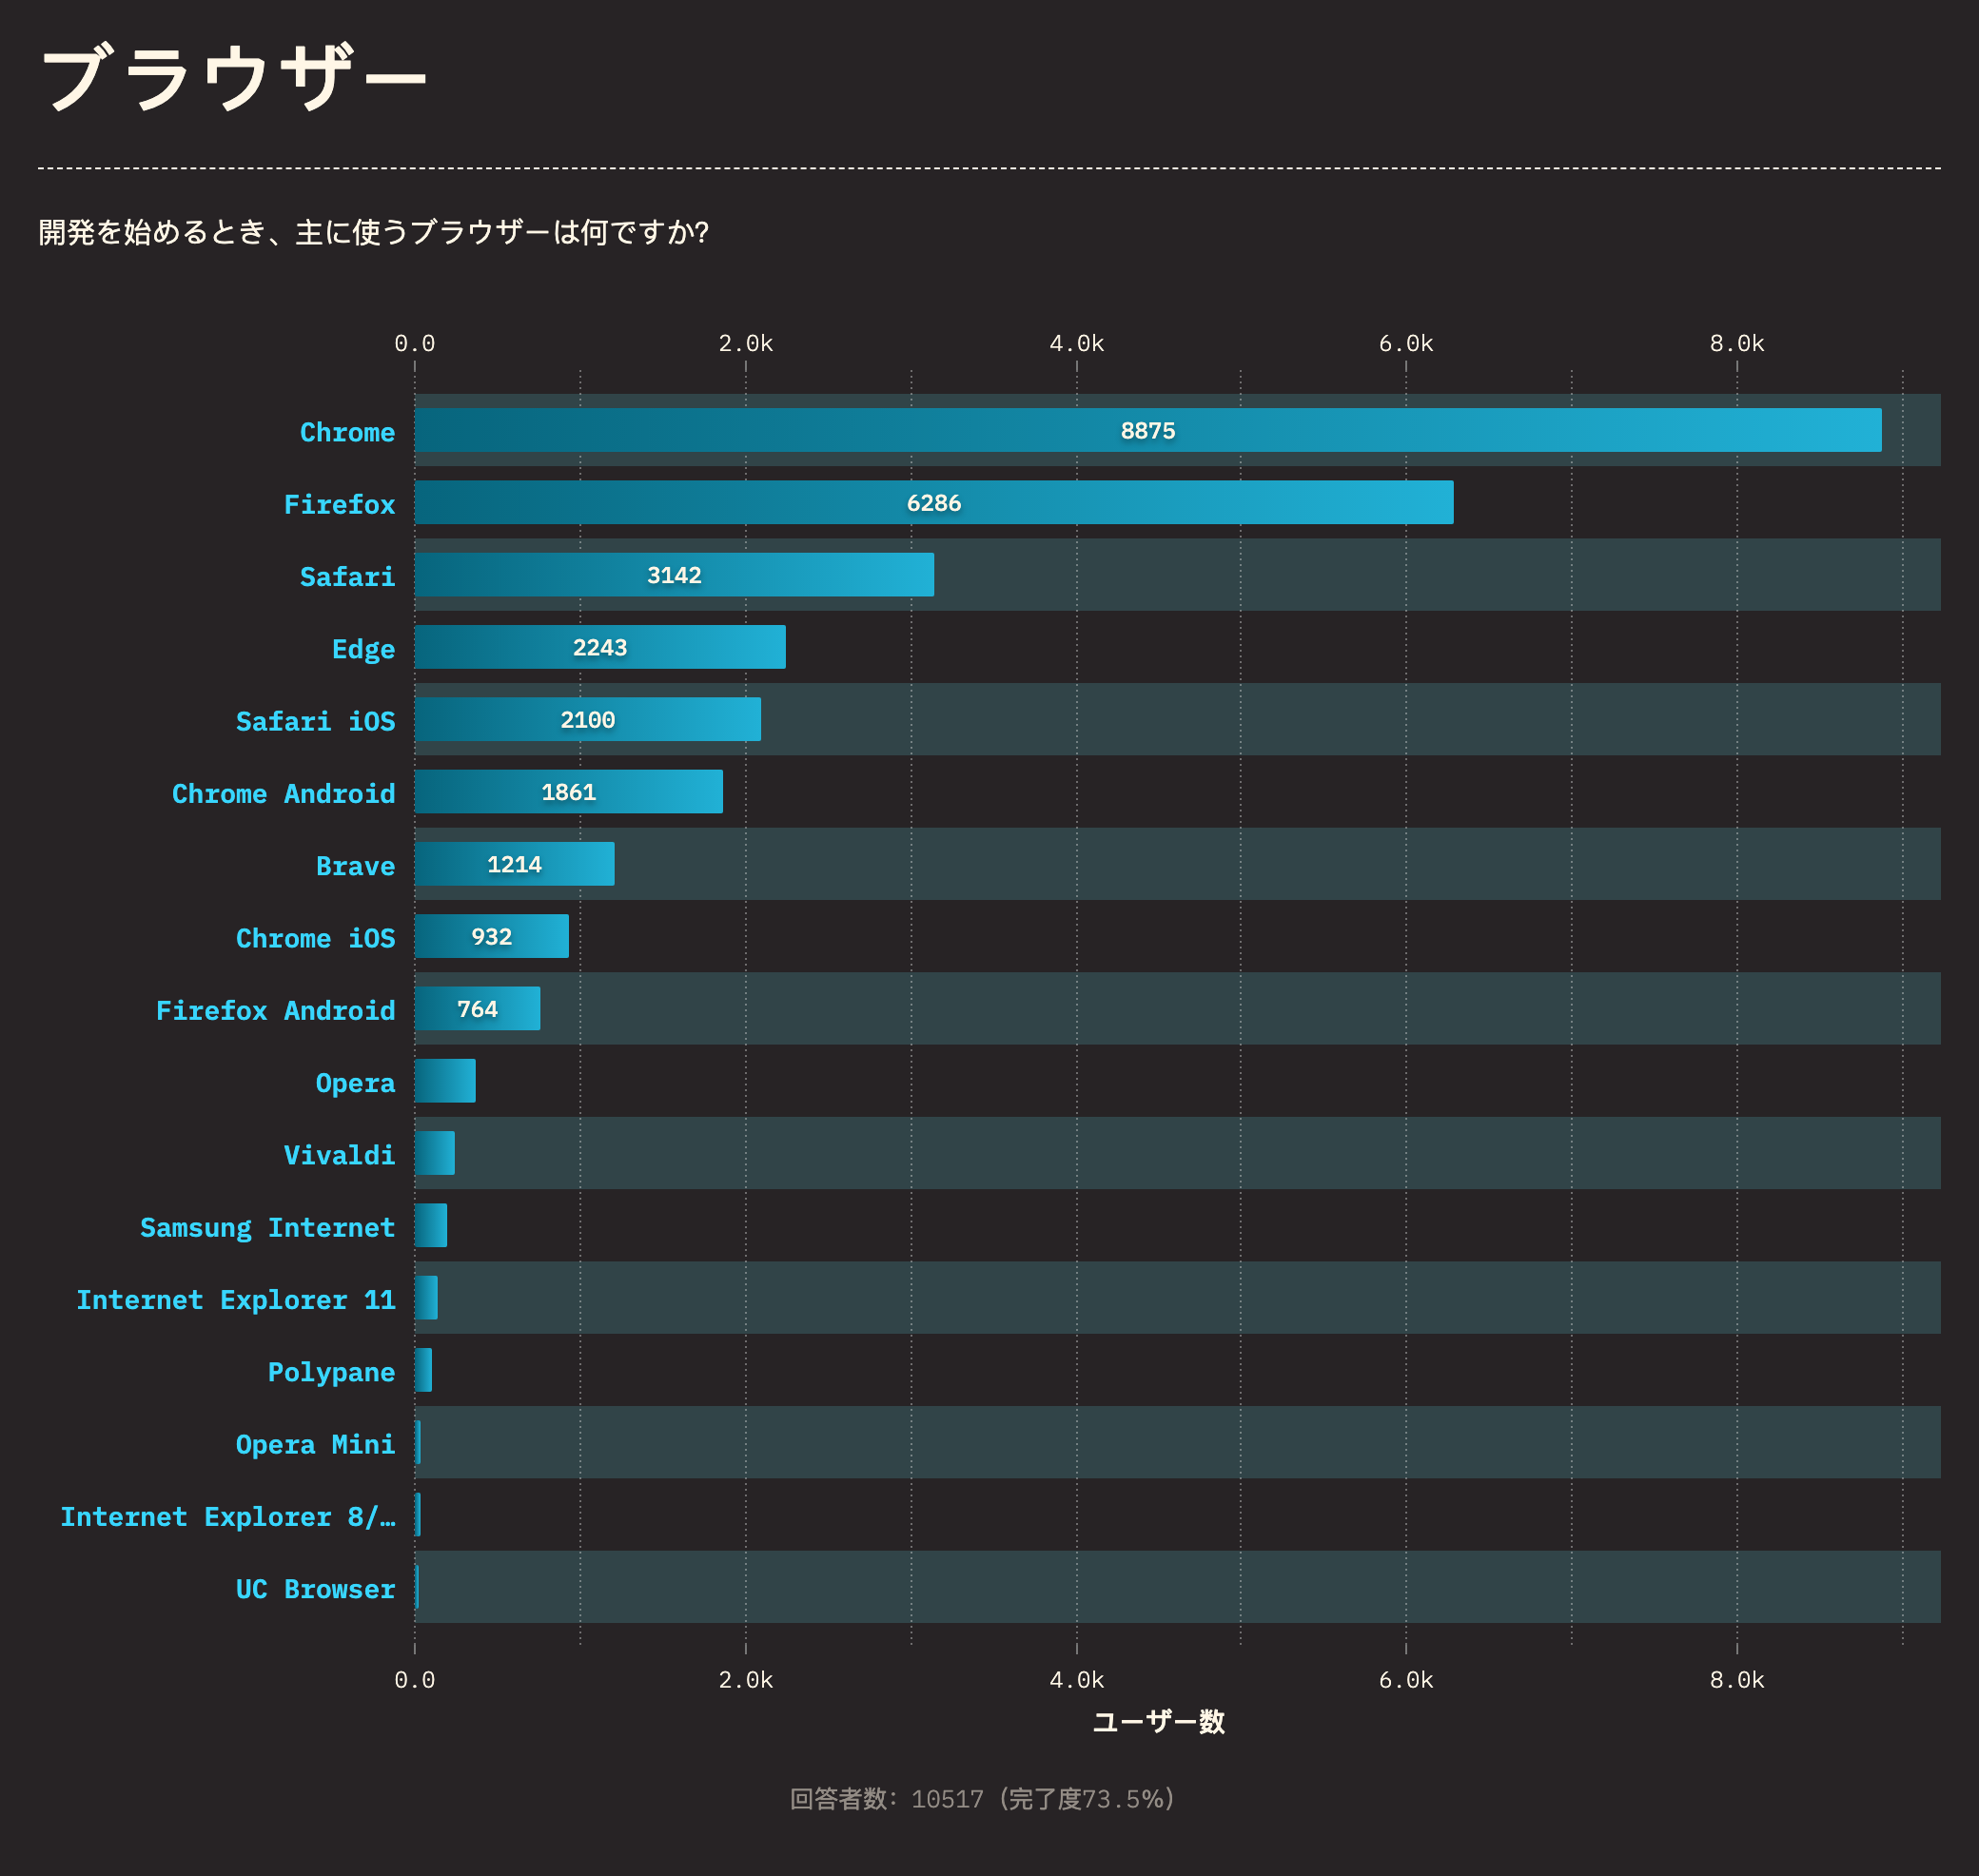 ブラウザー
開発を始めるとき、主に使うブラウザーは何ですか?
0.0 2.0k 4.0k 6.0k 8.0k
Chrome 8875
Firefox 6286
Safari 3142
Edge 2243
Safari iOS 2100
Chrome Android 1861
Brave 1214
Chrome iOS 932
Firefox Android 764
Opera
Vivaldi
Samsung Internet
Internet Explorer 11
Polypane
Opera Mini
Internet Explorer 8/…
UC Browser
0.0 2.0k 4.0k 6.0k 8.0k
ユーザー数
回答者数: 10517 (完了度73.5%)